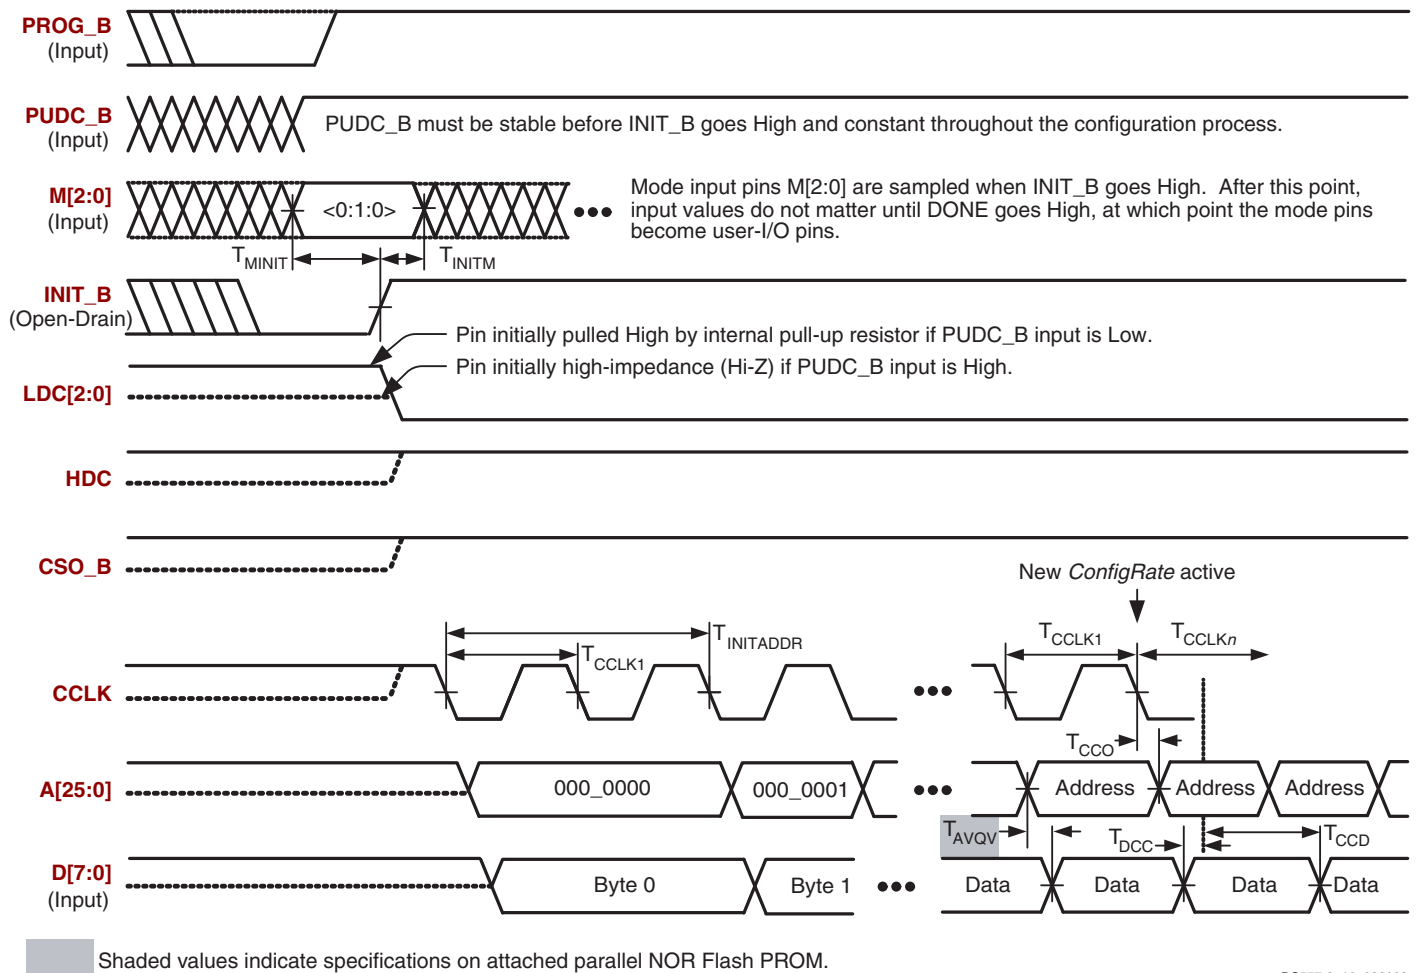 PROG_B
(Input)
PUDC_B
(Input)
PUDC_B must be stable before INIT_B goes High and constant throughout the configuration process.
M[2:0]
(Input)
<0:1:0>
Mode input pins M[2:0] are sampled when INIT_B goes High. After this point,
input values do not matter until DONE goes High, at which point the mode pins
become user-I/O pins.
TMINIT
TINITM
INIT_B
(Open-Drain)
Pin initially pulled High by internal pull-up resistor if PUDC_B input is Low.
Pin initially high-impedance (Hi-Z) if PUDC_B input is High.
LDC[2:0]
HDC
CSO_B
New ConfigRate active
TINITADDR
TCCLK1
TCCLK1
TCCLKn
CCLK
TCCO
A[25:0]
000_0000
000_0001
Address
Address
Address
TAVQV
TDCC
TCCD
D[7:0]
(Input)
Byte 0
Byte 1
Data
Data
Data
Data
Shaded values indicate specifications on attached parallel NOR Flash PROM.